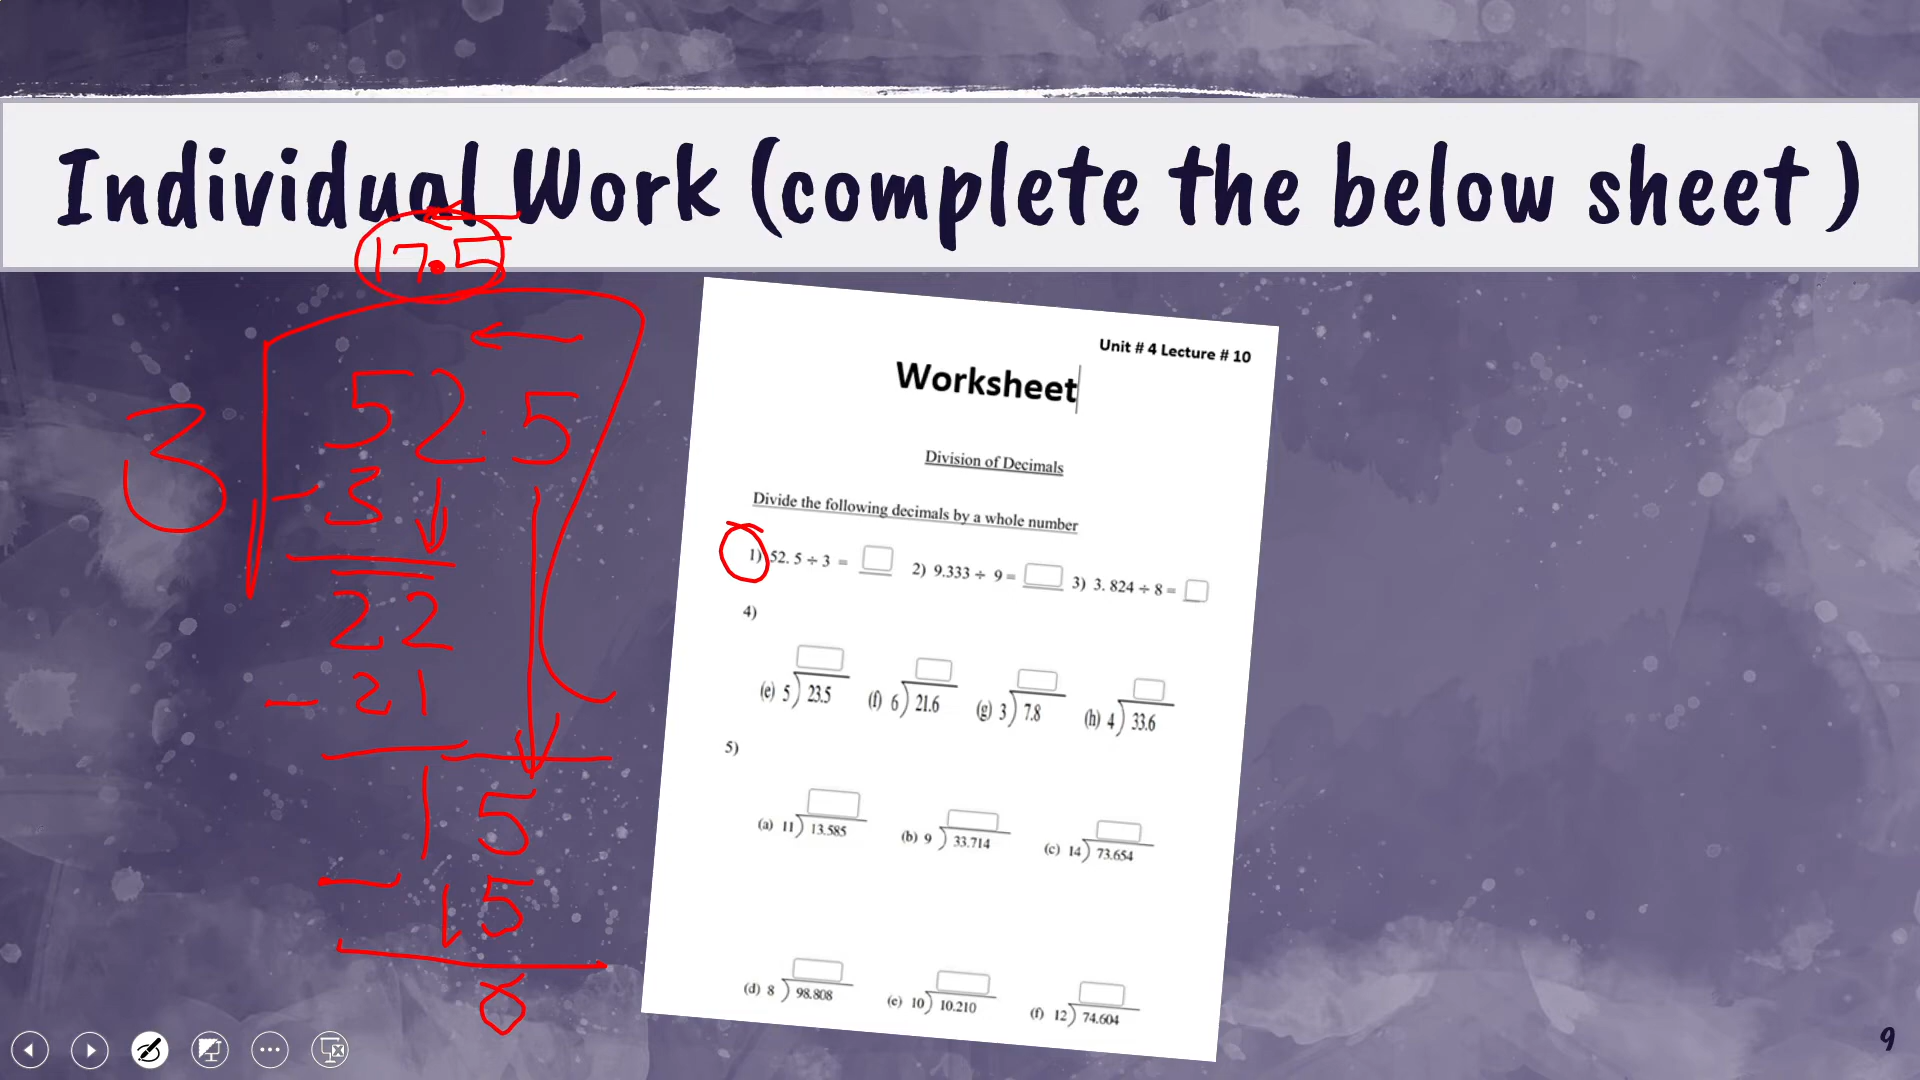 Individual Work (complete the below sheet )
17.5
3 52.5
- 3
22
- 21
15
- 15
0
Unit # 4 Lecture # 10
Worksheet
Division of Decimals
Divide the following decimals by a whole number
1) 52. 5 ÷ 3 = 2) 9.333 ÷ 9 = 3) 3. 824 ÷ 8 =
4)
(e) 5 ) 23.5 (f) 6 ) 21.6 (g) 3 ) 7.8 (h) 4 ) 33.6
5)
(a) 11 ) 13.585 (b) 9 ) 33.714 (c) 14 ) 73.654
(d) 8 ) 98.808 (e) 10 ) 10.210 (f) 12 ) 74.604
9